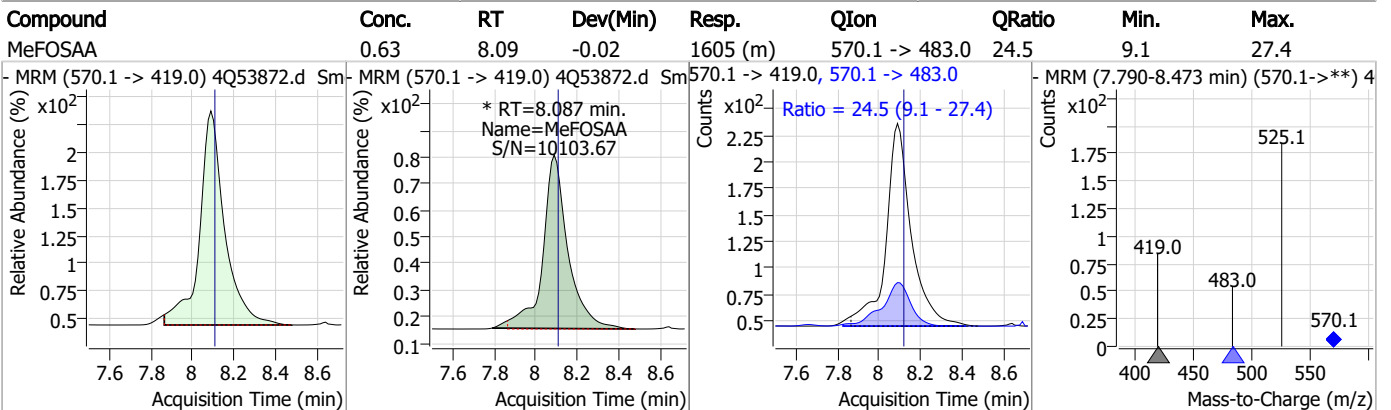 Compound Conc. RT Dev(Min) Resp. QIon QRatio Min. Max.
MeFOSAA 0.63 8.09 -0.02 1605 (m) 570.1 -> 483.0 24.5 9.1 27.4
- MRM (570.1 -> 419.0) 4Q53872.d Sm
x10²
Relative Abundance (%)
2
1.5
1
0.5
7.6 7.8 8 8.2 8.4 8.6
Acquisition Time (min)
- MRM (570.1 -> 419.0) 4Q53872.d Sm
x10²
* RT=8.087 min.
Name=MeFOSAA
S/N=10103.67
Relative Abundance (%)
0.8
0.7
0.6
0.5
0.4
0.3
0.2
0.1
7.6 7.8 8 8.2 8.4 8.6
Acquisition Time (min)
570.1 -> 419.0, 570.1 -> 483.0
x10²
Ratio = 24.5 (9.1 - 27.4)
Counts
2.25
2
1.75
1.5
1.25
1
0.75
0.5
7.6 7.8 8 8.2 8.4 8.6
Acquisition Time (min)
- MRM (7.790-8.473 min) (570.1->**) 4
x10²
Counts
525.1
1.75
1.5
1.25
419.0
1
0.75
483.0
0.5
0.25
570.1
0
400 450 500 550
Mass-to-Charge (m/z)